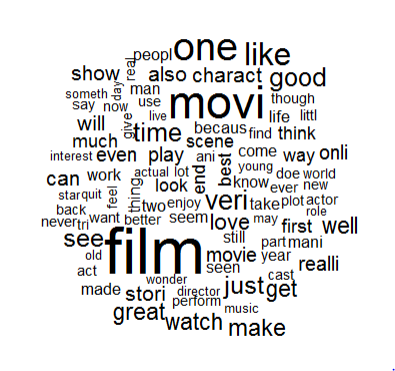 peopl one like
real
show also charact good
someth day man
movi though
say now use
live life littl
will give time becaus find think
much scene
interest even play ani come way onli
actual lot best young doe world
can work look end know ever new
star quit feel thing two enjoy veri take plot actor
back role
never tri want better seem love may first well
see film still part mani
old movie year
act seen cast realli
wonder
made stori director just get
perform music
great watch make
.